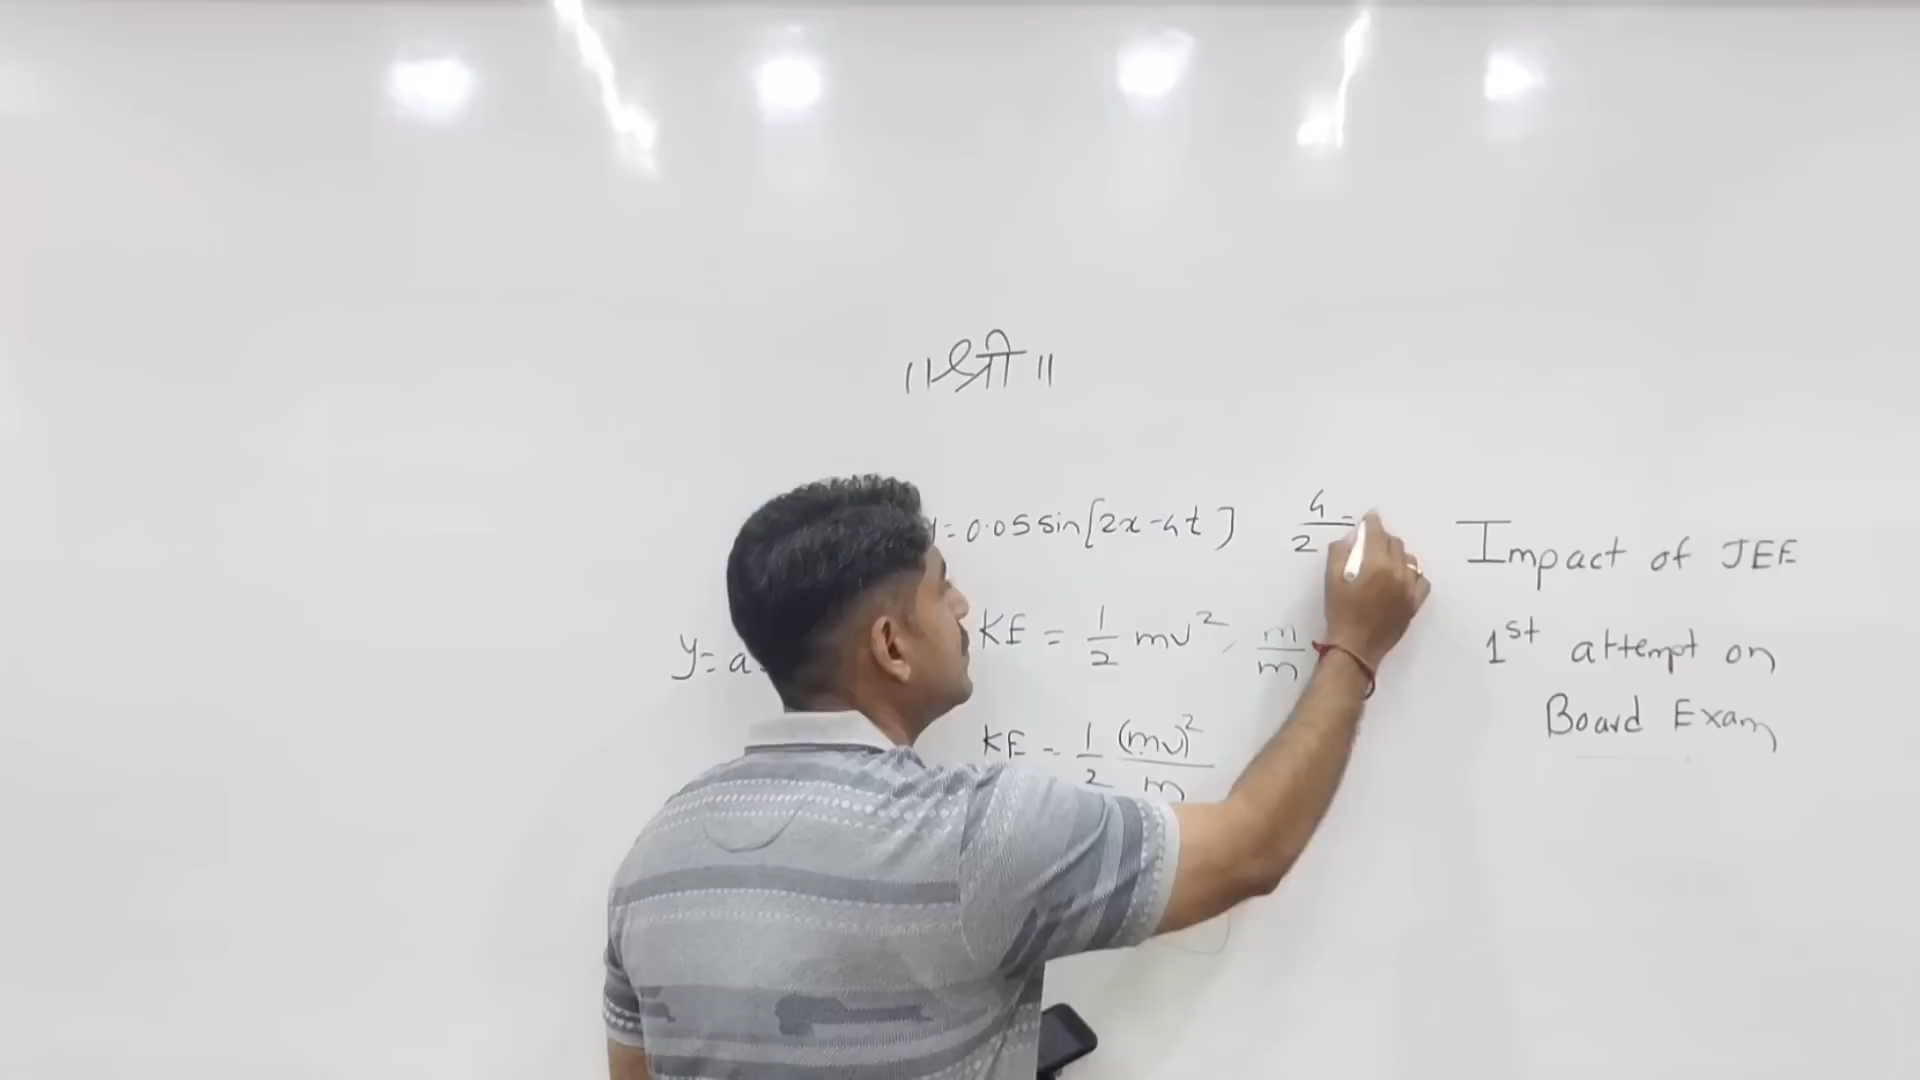 ॥श्री॥
y=0.05sin[2x-4t] 4/2 =
Impact of JEE
1st attempt on
Board Exam
KE = 1/2 mv² m/m
y=a
KE = 1/2 (mv)²/m